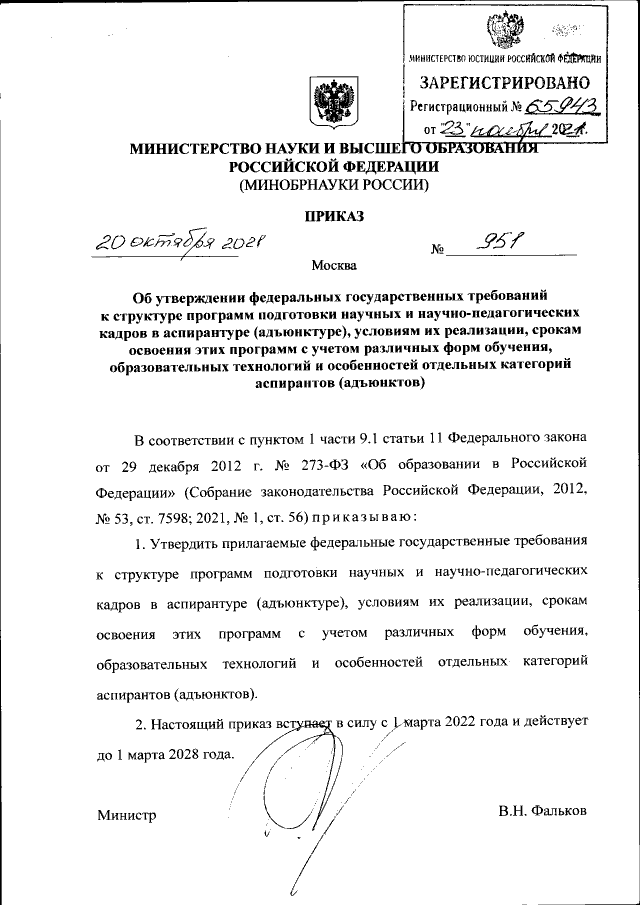 МИНИСТЕРСТВО ЮСТИЦИИ РОССИЙСКОЙ ФЕДЕРАЦИИ
ЗАРЕГИСТРИРОВАНО
Регистрационный № 65943
от "23" ноября 2021.
МИНИСТЕРСТВО НАУКИ И ВЫСШЕГО ОБРАЗОВАНИЯ
РОССИЙСКОЙ ФЕДЕРАЦИИ
(МИНОБРНАУКИ РОССИИ)
ПРИКАЗ
20 октября 2021
№ 951
Москва
Об утверждении федеральных государственных требований
к структуре программ подготовки научных и научно-педагогических
кадров в аспирантуре (адъюнктуре), условиям их реализации, срокам
освоения этих программ с учетом различных форм обучения,
образовательных технологий и особенностей отдельных категорий
аспирантов (адъюнктов)
В соответствии с пунктом 1 части 9.1 статьи 11 Федерального закона
от 29 декабря 2012 г. № 273-ФЗ «Об образовании в Российской
Федерации» (Собрание законодательства Российской Федерации, 2012,
№ 53, ст. 7598; 2021, № 1, ст. 56) приказываю:
1. Утвердить прилагаемые федеральные государственные требования
к структуре программ подготовки научных и научно-педагогических
кадров в аспирантуре (адъюнктуре), условиям их реализации, срокам
освоения этих программ с учетом различных форм обучения,
образовательных технологий и особенностей отдельных категорий
аспирантов (адъюнктов).
2. Настоящий приказ вступает в силу с 1 марта 2022 года и действует
до 1 марта 2028 года.
Министр
В.Н. Фальков